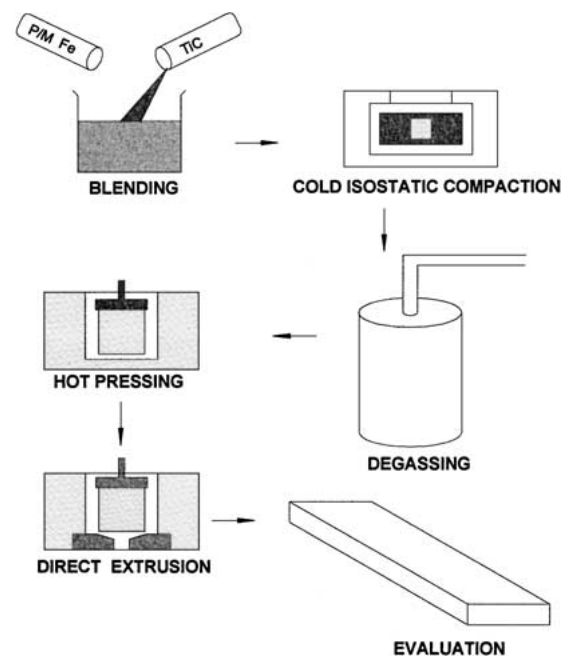 P/M Fe
TIC
BLENDING
COLD ISOSTATIC COMPACTION
HOT PRESSING
DEGASSING
DIRECT EXTRUSION
EVALUATION